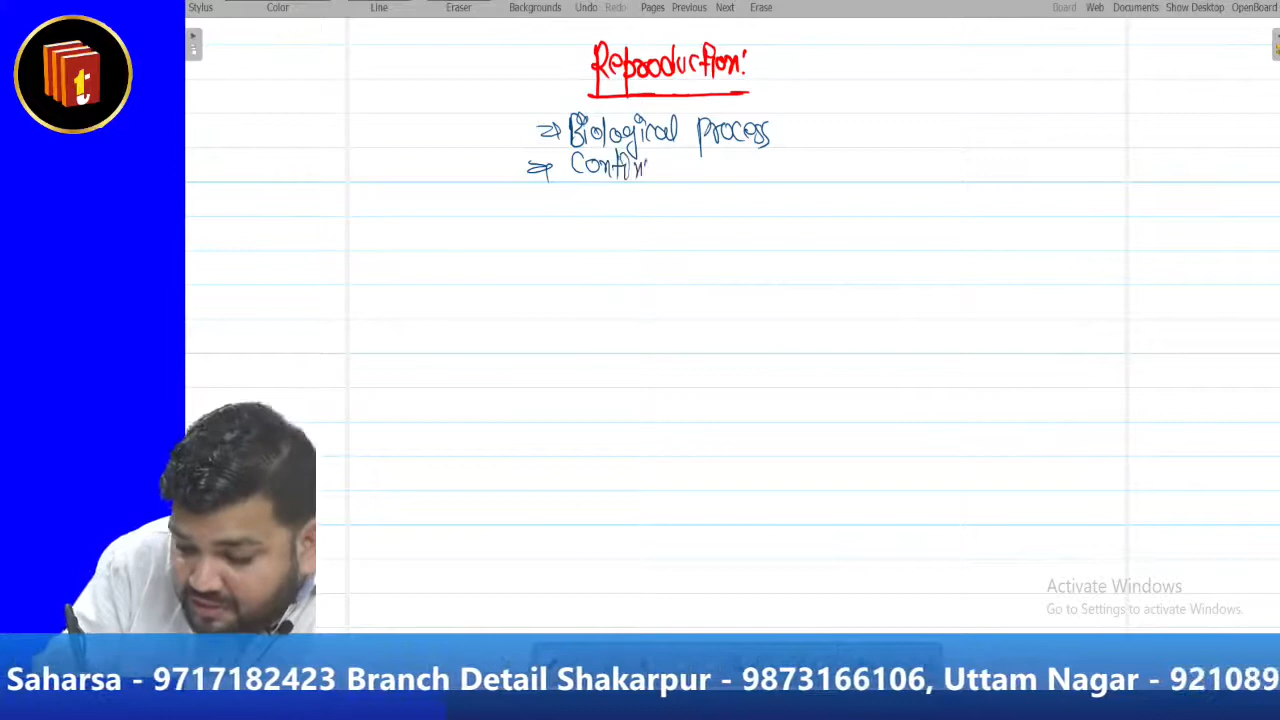 Stylus Color Line Eraser Backgrounds Undo Redo Pages Previous Next Erase Board Web Documents Show Desktop OpenBoard
t
Reproduction:
⇒ Biological process
⇒ Contin
Activate Windows
Go to Settings to activate Windows.
Saharsa - 9717182423 Branch Detail Shakarpur - 9873166106, Uttam Nagar - 921089